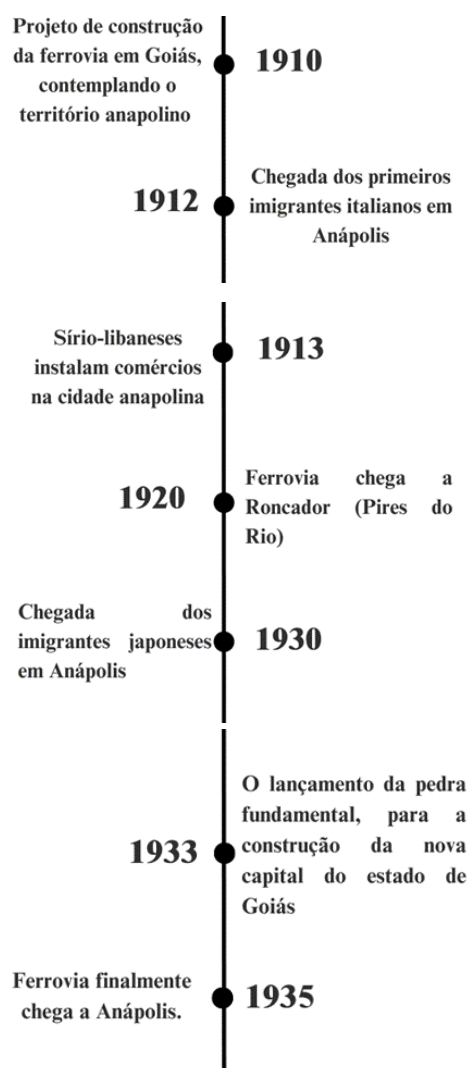 Projeto de construção
da ferrovia em Goiás,
contemplando o
território anapolino
1910
1912
Chegada dos primeiros
imigrantes italianos em
Anápolis
Sírio-libaneses
instalam comércios
na cidade anapolina
1913
1920
Ferrovia chega a
Roncador (Pires do
Rio)
Chegada dos
imigrantes japoneses
em Anápolis
1930
1933
O lançamento da pedra
fundamental, para a
construção da nova
capital do estado de
Goiás
Ferrovia finalmente
chega a Anápolis.
1935